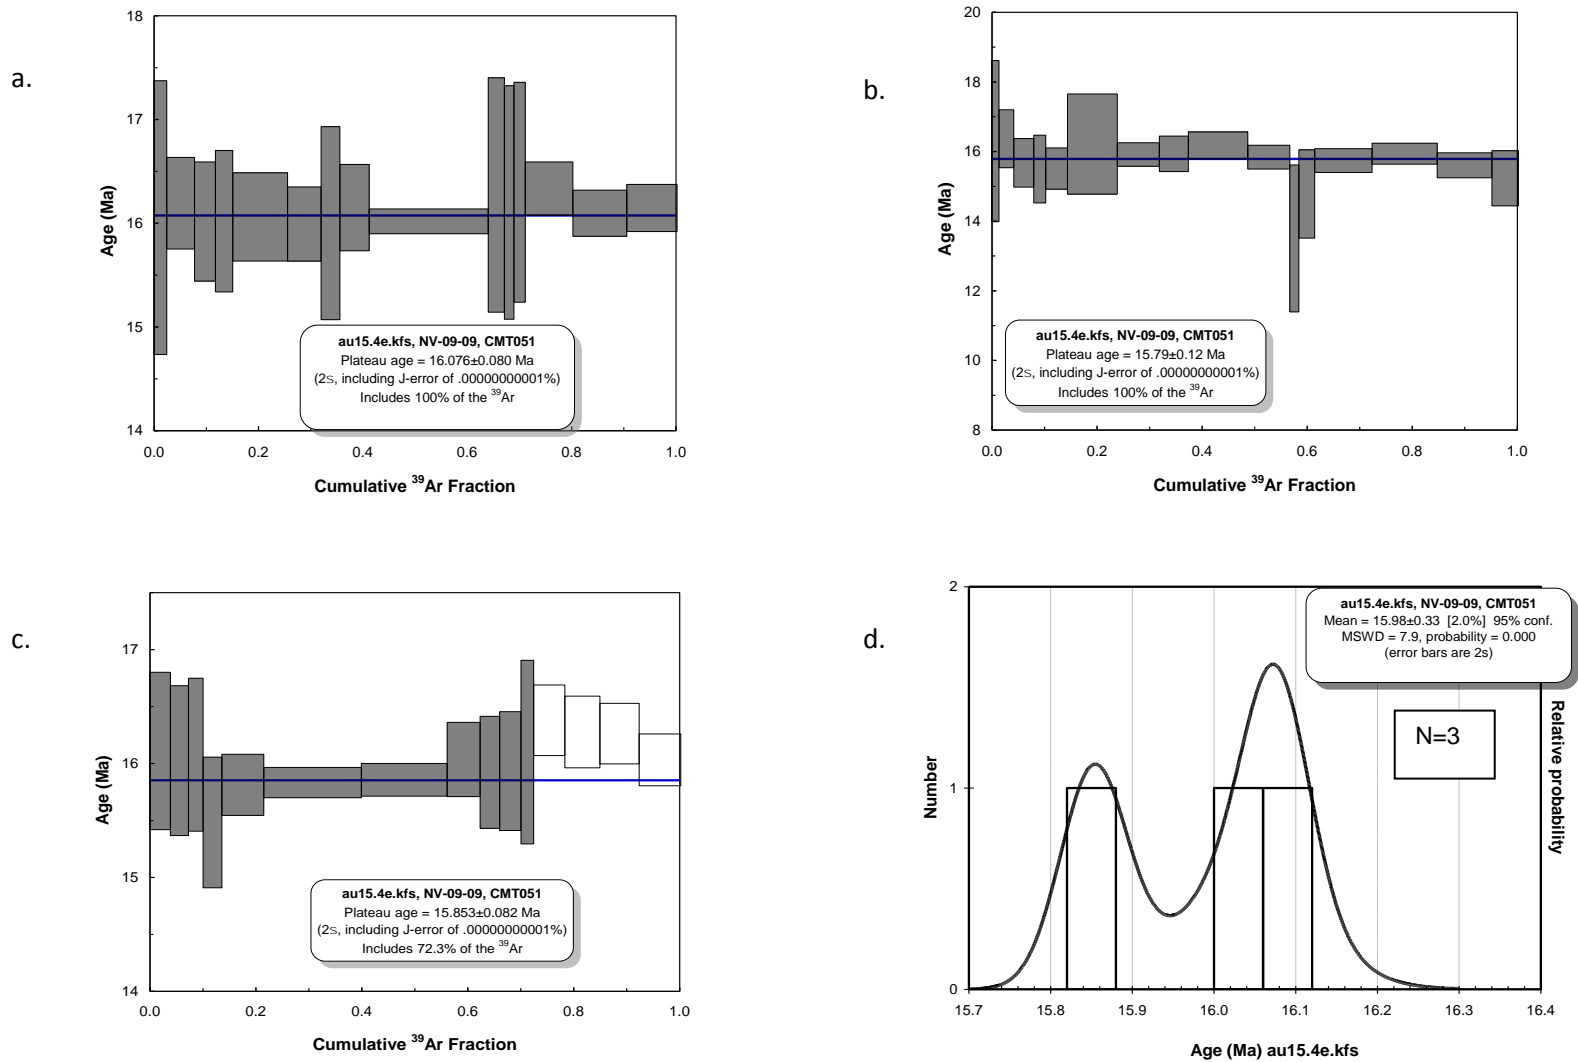 a.
18
17
16
15
14
Age (Ma)
au15.4e.kfs, NV-09-09, CMT051
Plateau age = 16.076±0.080 Ma
(2s, including J-error of .00000000001%)
Includes 100% of the 39Ar
0.0 0.2 0.4 0.6 0.8 1.0
Cumulative 39Ar Fraction
b.
20
18
16
14
12
10
8
Age (Ma)
au15.4e.kfs, NV-09-09, CMT051
Plateau age = 15.79±0.12 Ma
(2s, including J-error of .00000000001%)
Includes 100% of the 39Ar
0.0 0.2 0.4 0.6 0.8 1.0
Cumulative 39Ar Fraction
c.
17
16
15
14
Age (Ma)
au15.4e.kfs, NV-09-09, CMT051
Plateau age = 15.853±0.082 Ma
(2s, including J-error of .00000000001%)
Includes 72.3% of the 39Ar
0.0 0.2 0.4 0.6 0.8 1.0
Cumulative 39Ar Fraction
d.
2
1
0
Number
au15.4e.kfs, NV-09-09, CMT051
Mean = 15.98±0.33 [2.0%] 95% conf.
MSWD = 7.9, probability = 0.000
(error bars are 2s)
N=3
Relative probability
15.7 15.8 15.9 16.0 16.1 16.2 16.3 16.4
Age (Ma) au15.4e.kfs